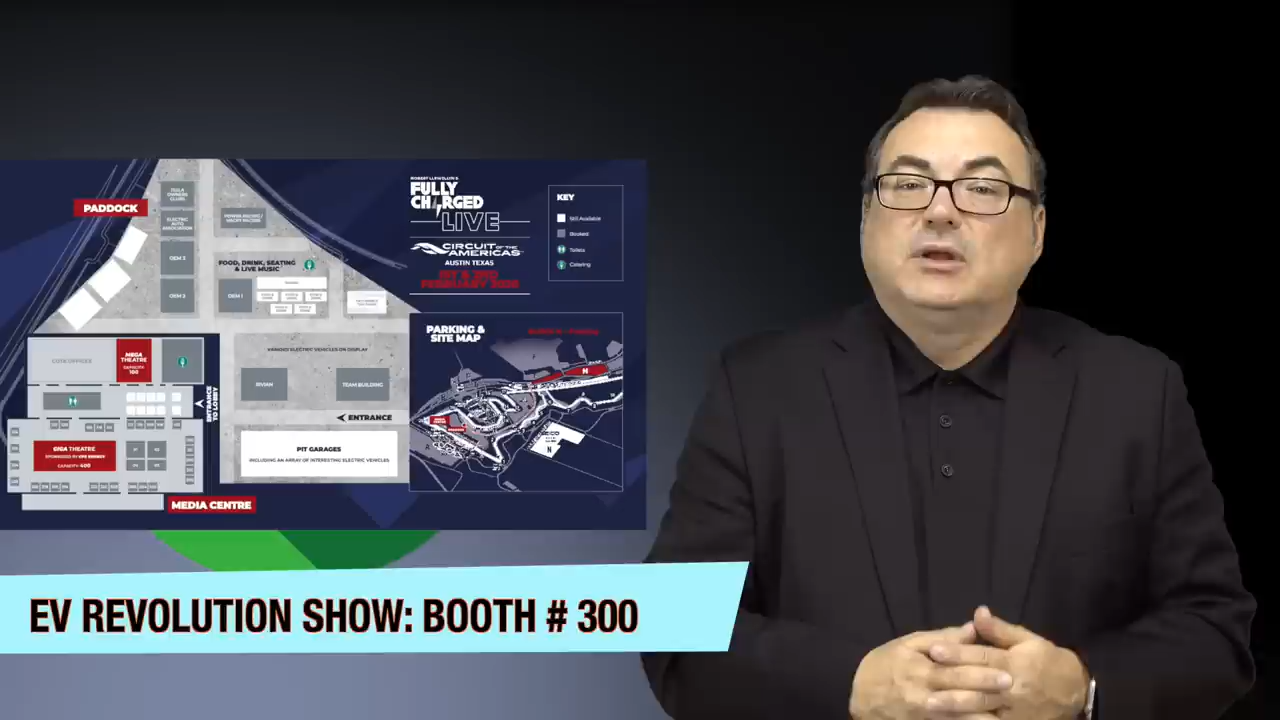 PADDOCK
TESLA
OWNERS
CLUBS
ELECTRIC
AUTO
ASSOCIATION
OEM 3
OEM 2
FOOD, DRINK, SEATING
& LIVE MUSIC
OEM 1
MEGA
THEATRE
CAPACITY
100
ENTRANCE
TO LOBBY
VARIOUS ELECTRIC VEHICLES ON DISPLAY
RIVIAN
TEAM BUILDING
ENTRANCE
PIT GARAGES
INCLUDING AN ARRAY OF INTERESTING ELECTRIC VEHICLES
GIGA THEATRE
CAPACITY 400
MEDIA CENTRE
ROBERT LLEWELLYN'S
FULLY
CHARGED
LIVE
CIRCUIT OF THE
AMERICAS
AUSTIN TEXAS
FEBRUARY 2020
KEY
Still Available
Booked
Toilets
Catering
PARKING &
SITE MAP
H
N
EV REVOLUTION SHOW: BOOTH # 300